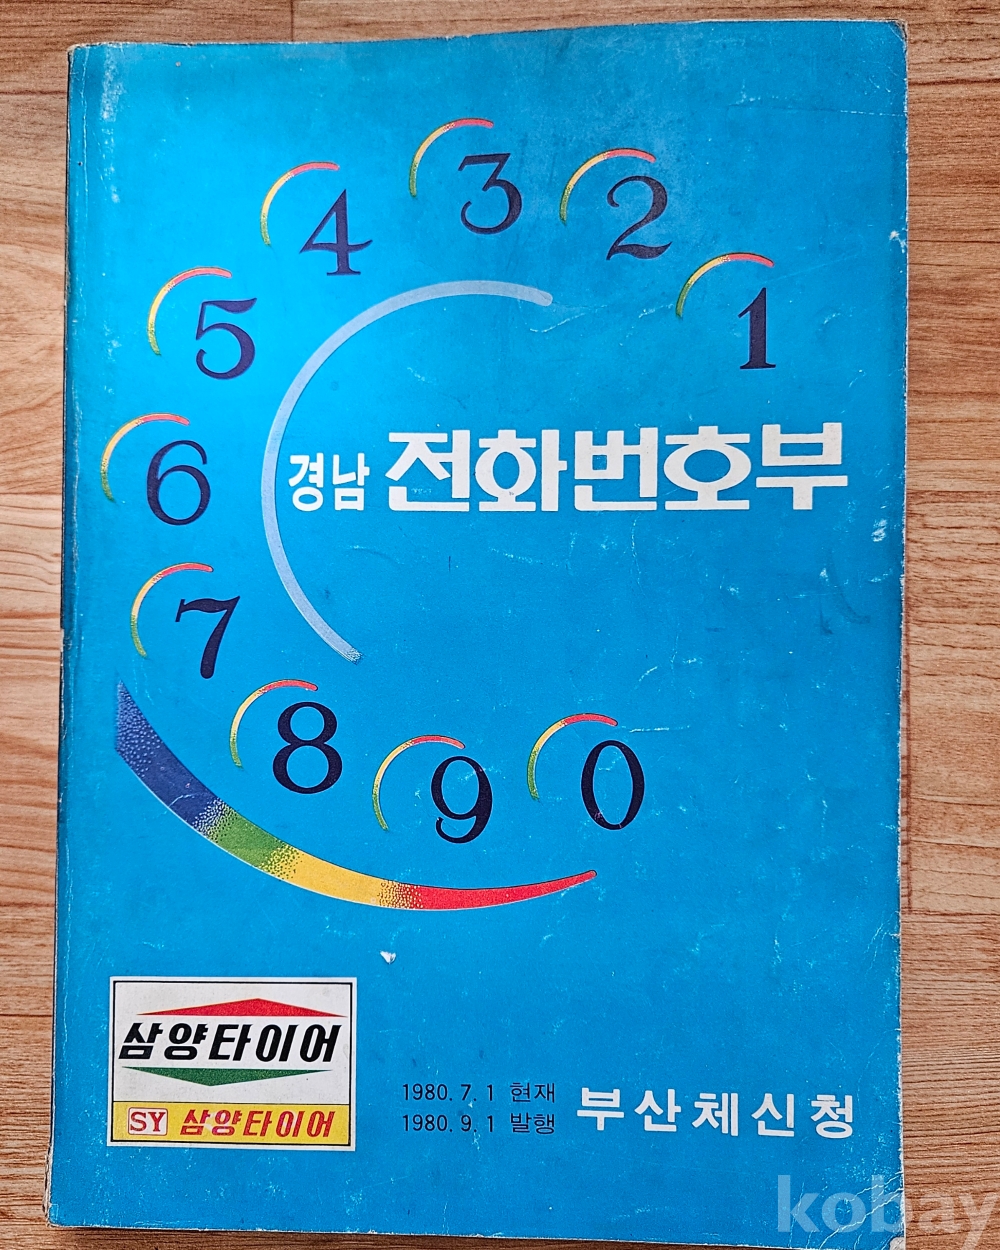 3
4
2
1
5
6
7
8
9
0
경남 전화번호부
삼양타이어
SY 삼양타이어
1980. 7. 1 현재
1980. 9. 1 발행
부산체신청
kobay